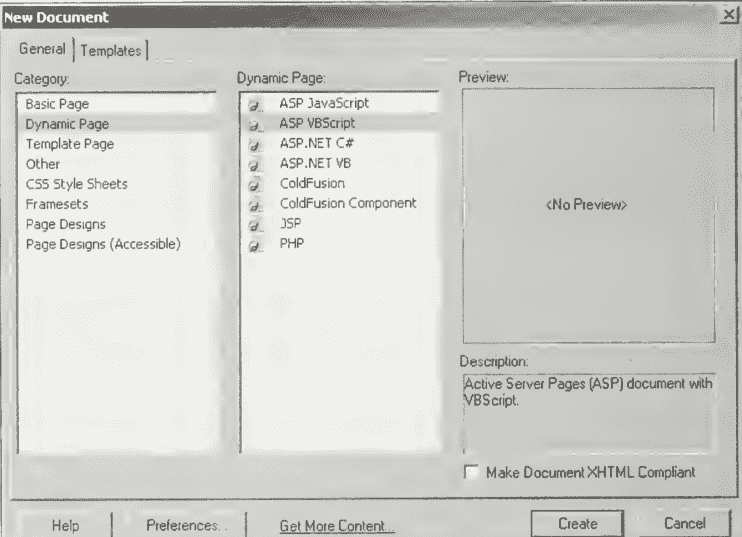 New Document
General
Templates
Category:
Basic Page
Dynamic Page
Template Page
Other
CSS Style Sheets
Framesets
Page Designs
Page Designs (Accessible)
Dynamic Page:
ASP JavaScript
ASP VBScript
ASP.NET C#
ASP.NET VB
ColdFusion
ColdFusion Component
JSP
PHP
Preview:
<No Preview>
Description:
Active Server Pages (ASP) document with
VBScript.
Make Document XHTML Compliant
Help
Preferences...
Get More Content...
Create
Cancel